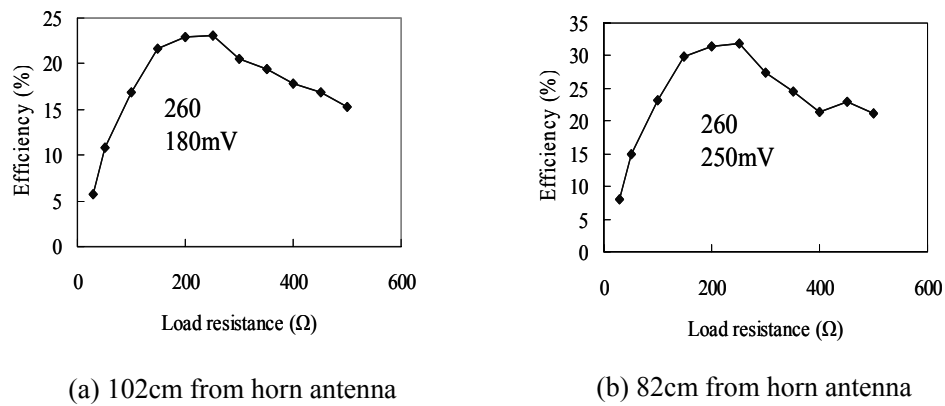 25
20
15
10
5
0
Efficiency (%)
260
180mV
0 200 400 600
Load resistance (Ω)
(a) 102cm from horn antenna
35
30
25
20
15
10
5
0
Efficiency (%)
260
250mV
0 200 400 600
Load resistance (Ω)
(b) 82cm from horn antenna